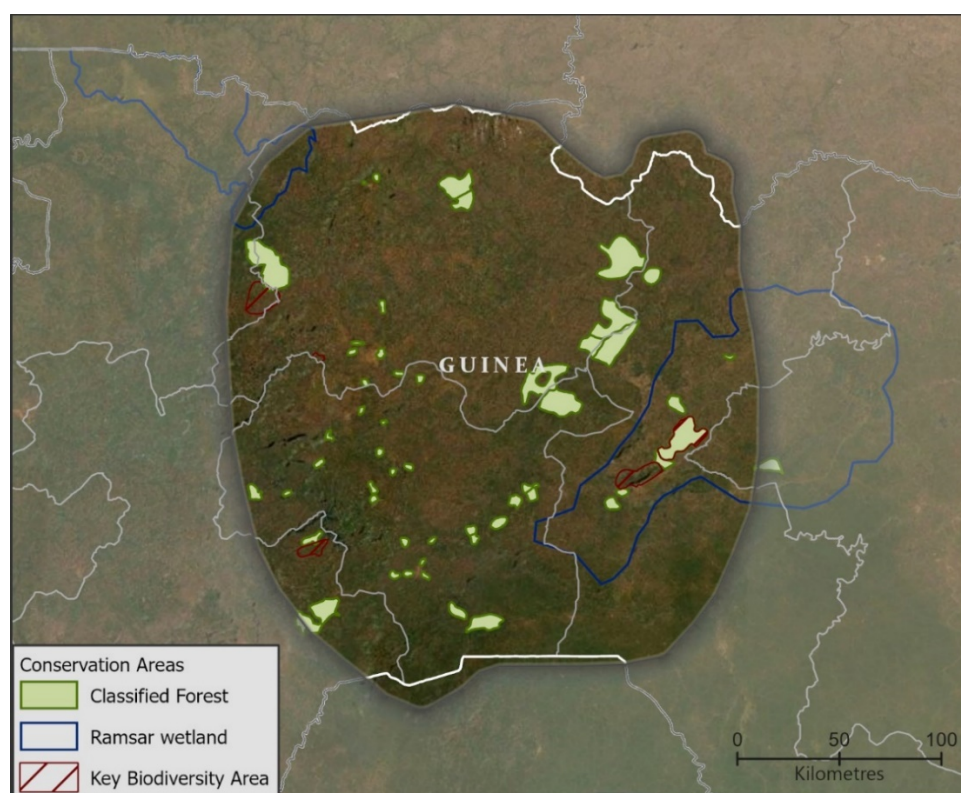 GUINEA
Conservation Areas
Classified Forest
Ramsar wetland
Key Biodiversity Area
0 50 100
Kilometres